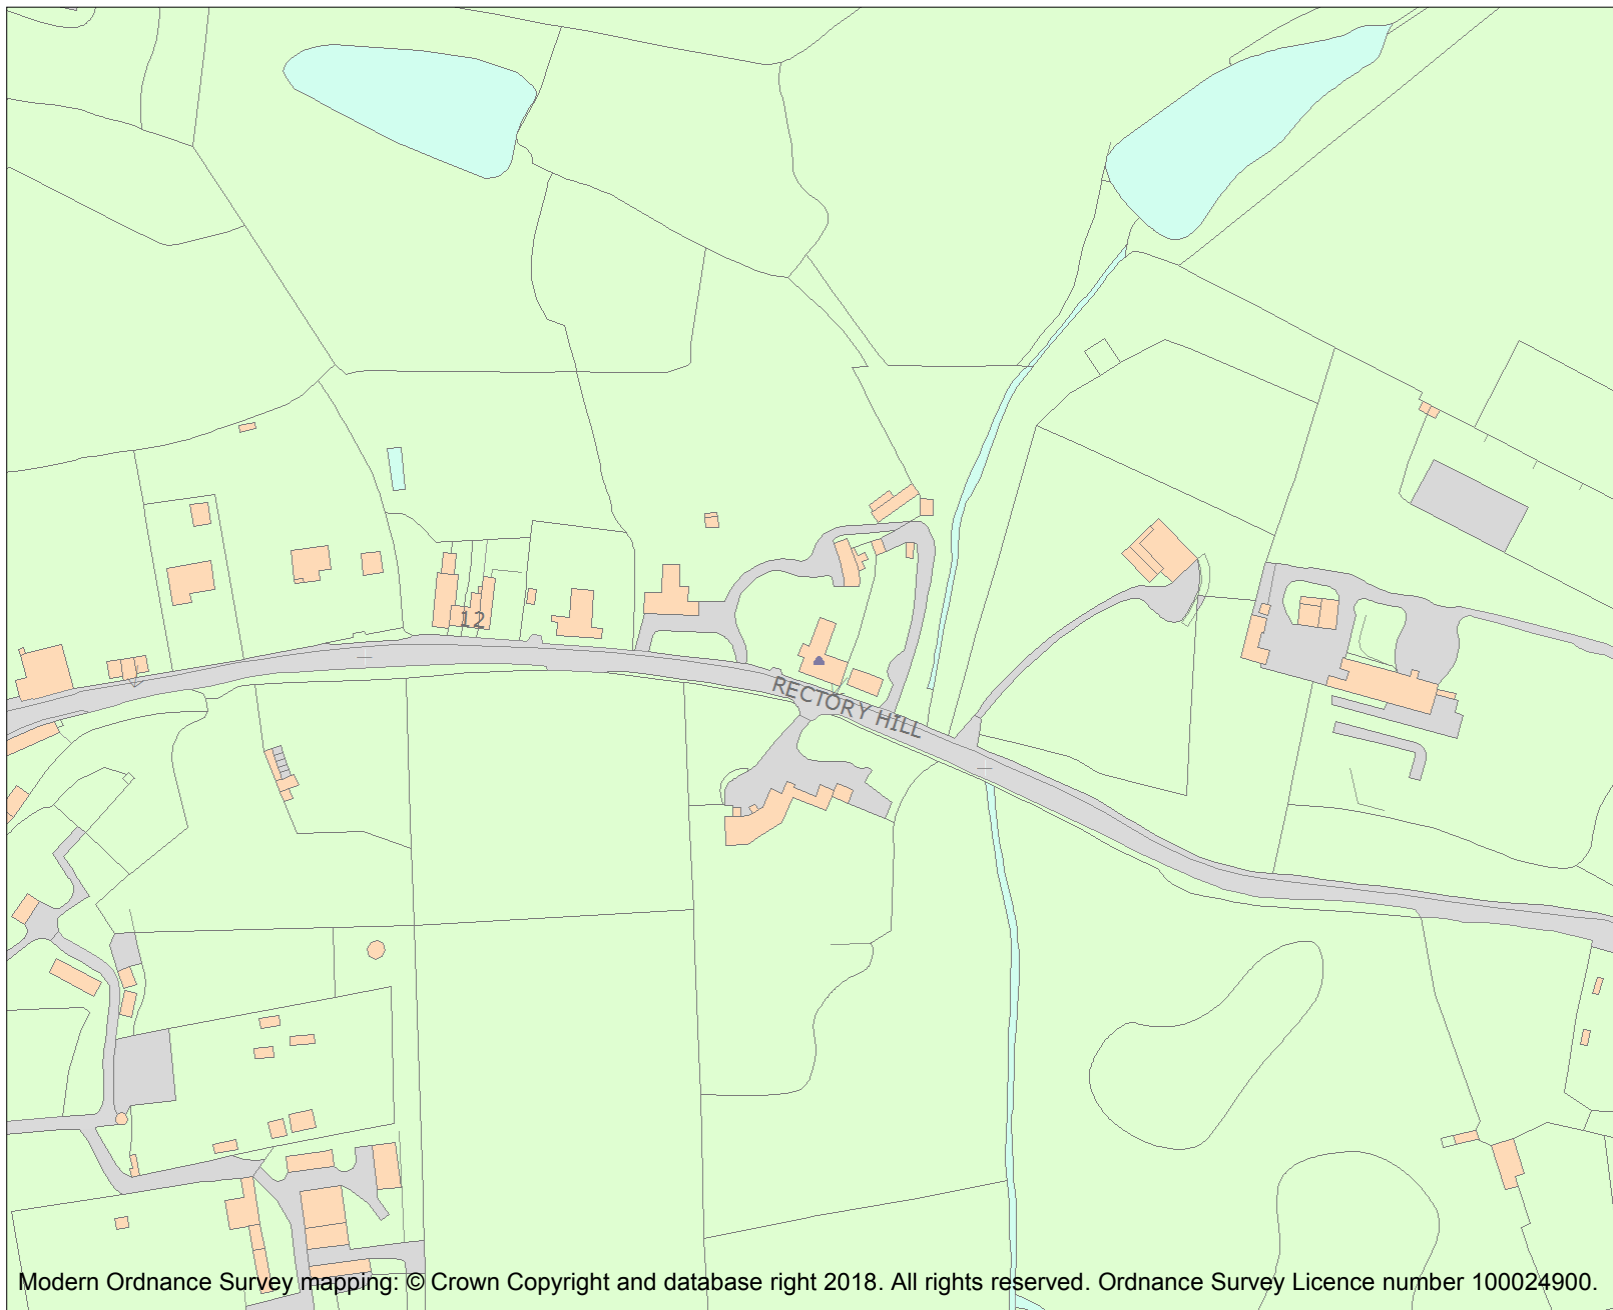 12
RECTORY HILL
Modern Ordnance Survey mapping: © Crown Copyright and database right 2018. All rights reserved. Ordnance Survey Licence number 100024900.